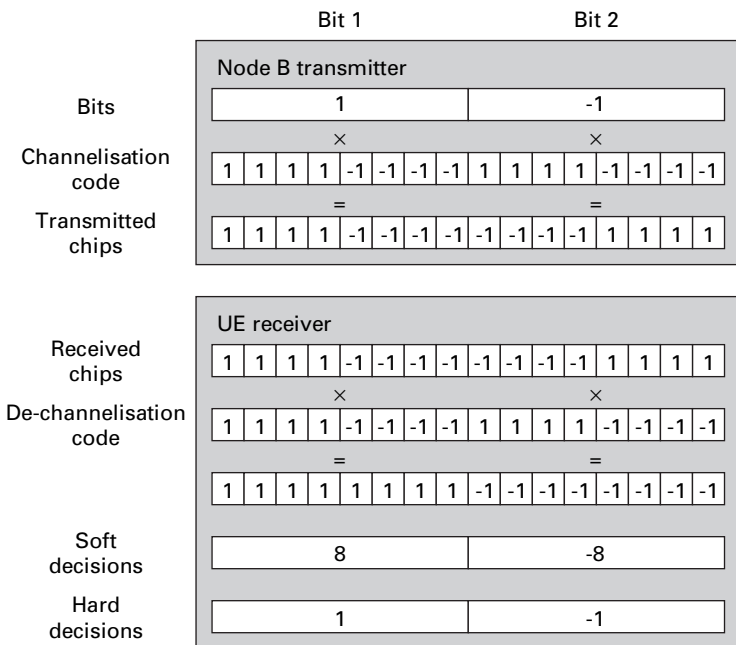 Bit 1 Bit 2
Node B transmitter
Bits 1 -1
× ×
Channelisation code 1 1 1 1 -1 -1 -1 -1 1 1 1 1 -1 -1 -1 -1
= =
Transmitted chips 1 1 1 1 -1 -1 -1 -1 -1 -1 -1 -1 1 1 1 1
UE receiver
Received chips 1 1 1 1 -1 -1 -1 -1 -1 -1 -1 -1 1 1 1 1
× ×
De-channelisation code 1 1 1 1 -1 -1 -1 -1 1 1 1 1 -1 -1 -1 -1
= =
1 1 1 1 1 1 1 1 -1 -1 -1 -1 -1 -1 -1 -1
Soft decisions 8 -8
Hard decisions 1 -1